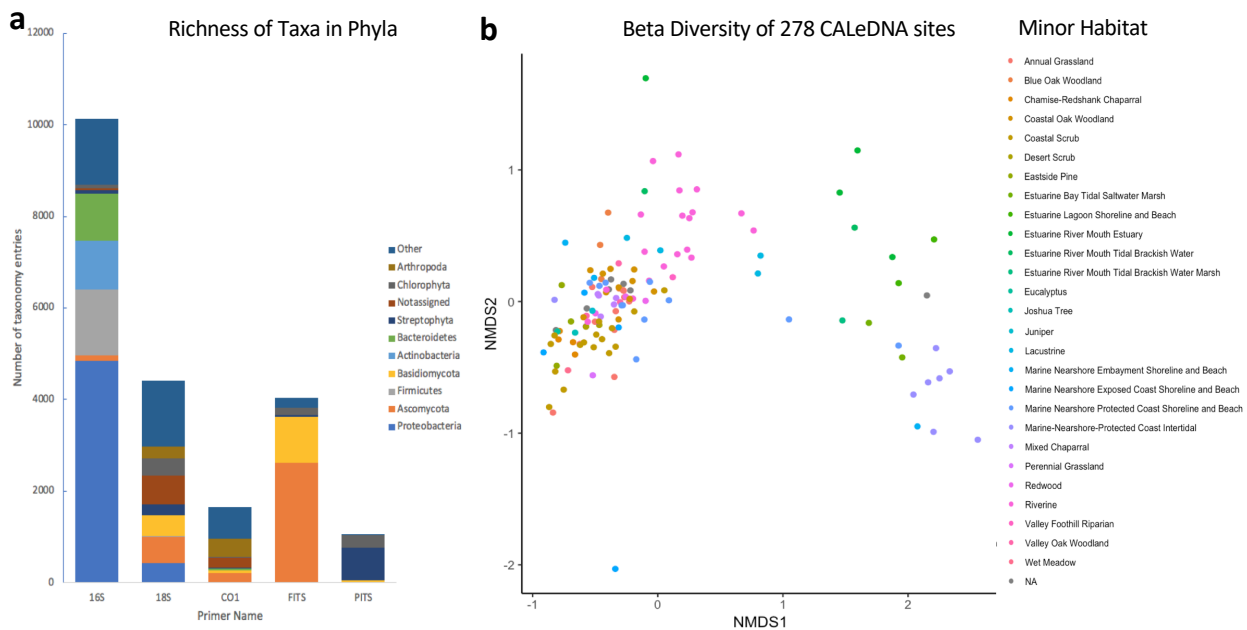 a
Richness of Taxa in Phyla
12000
10000
8000
6000
4000
2000
0
Number of taxonomy entries
16S
18S
CO1
FITS
PITS
Primer Name
Other
Arthropoda
Chlorophyta
Notassigned
Streptophyta
Bacteroidetes
Actinobacteria
Basidiomycota
Firmicutes
Ascomycota
Proteobacteria
b
Beta Diversity of 278 CALeDNA sites
1
0
-1
-2
NMDS2
-1
0
1
2
NMDS1
Minor Habitat
Annual Grassland
Blue Oak Woodland
Chamise-Redshank Chaparral
Coastal Oak Woodland
Coastal Scrub
Desert Scrub
Eastside Pine
Estuarine Bay Tidal Saltwater Marsh
Estuarine Lagoon Shoreline and Beach
Estuarine River Mouth Estuary
Estuarine River Mouth Tidal Brackish Water
Estuarine River Mouth Tidal Brackish Water Marsh
Eucalyptus
Joshua Tree
Juniper
Lacustrine
Marine Nearshore Embayment Shoreline and Beach
Marine Nearshore Exposed Coast Shoreline and Beach
Marine Nearshore Protected Coast Shoreline and Beach
Marine-Nearshore-Protected Coast Intertidal
Mixed Chaparral
Perennial Grassland
Redwood
Riverine
Valley Foothill Riparian
Valley Oak Woodland
Wet Meadow
NA